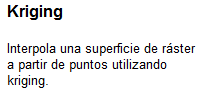 Kriging
Interpola una superficie de ráster
a partir de puntos utilizando
kriging.